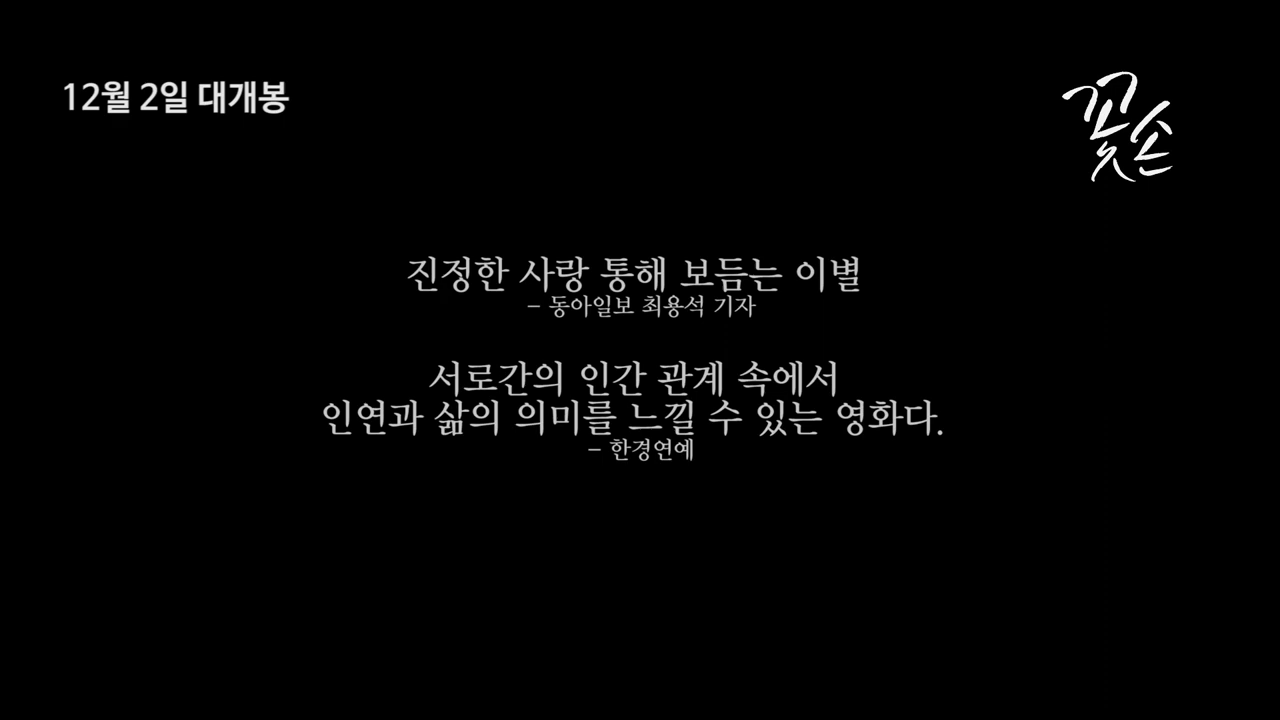 12월 2일 대개봉
꽃손
진정한 사랑 통해 보듬는 이별
– 동아일보 최용석 기자
서로간의 인간 관계 속에서
인연과 삶의 의미를 느낄 수 있는 영화다.
– 한경연예